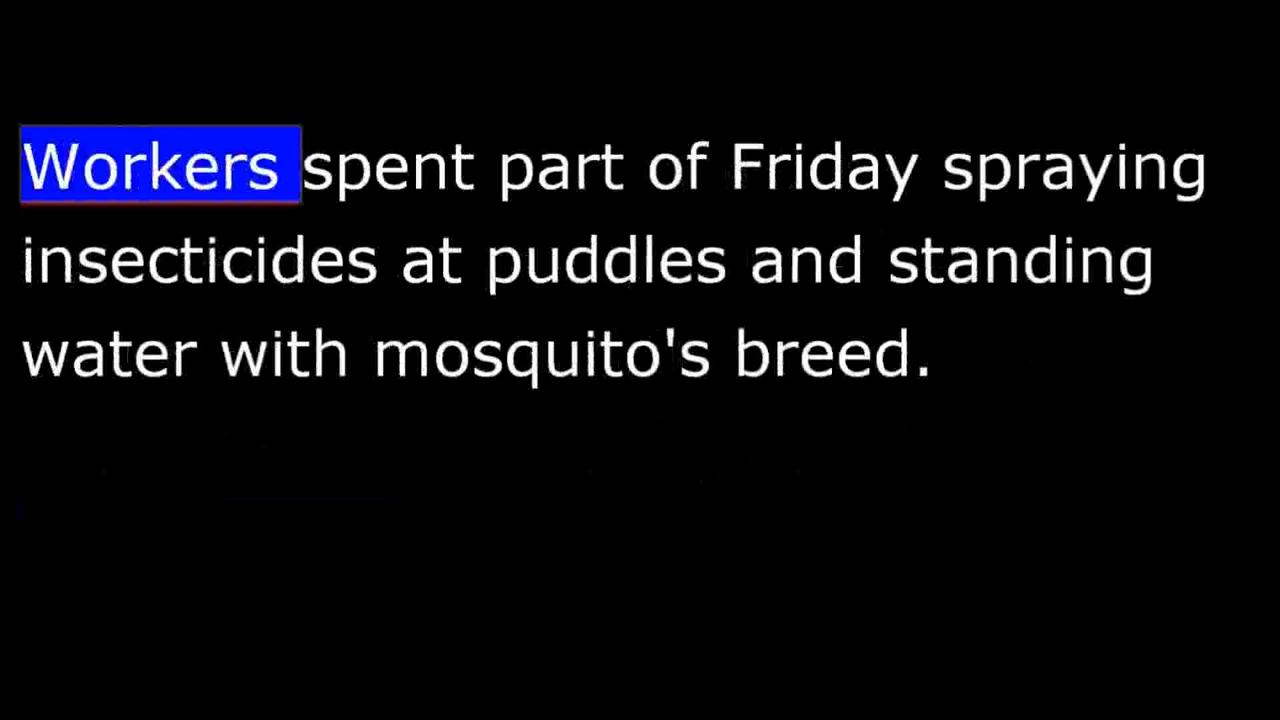 Workers spent part of Friday spraying
insecticides at puddles and standing
water with mosquito's breed.